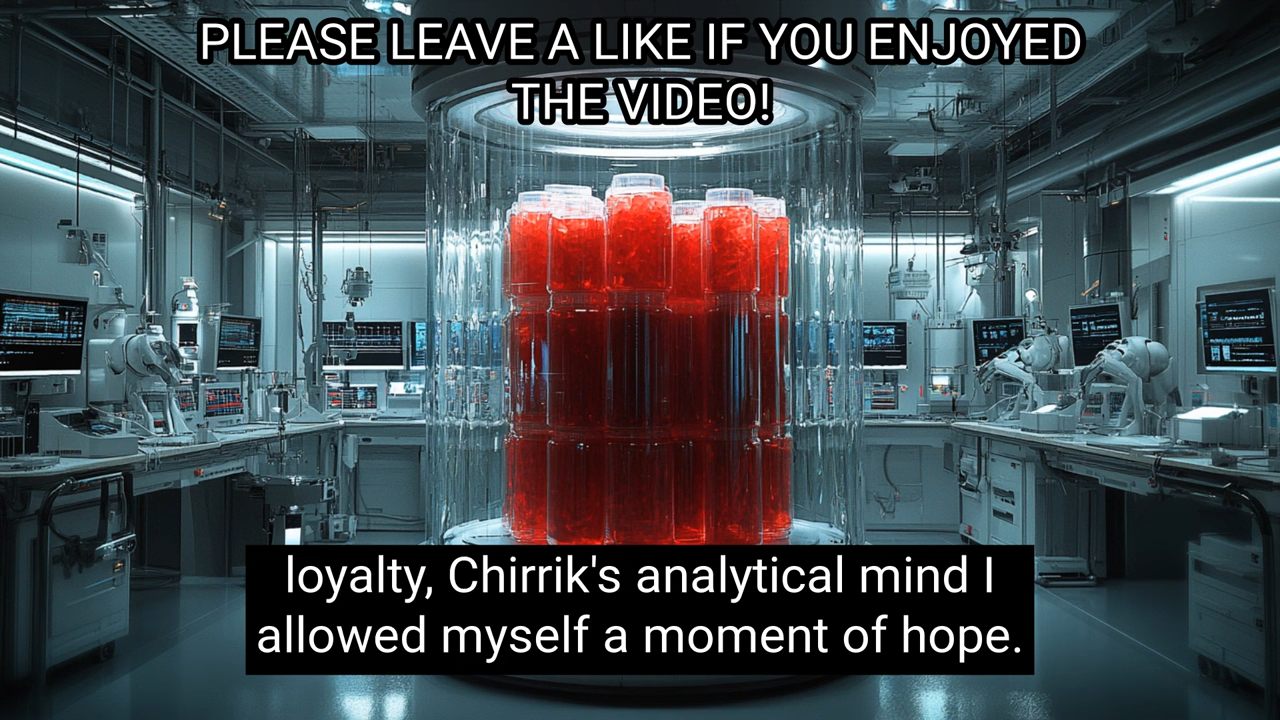 PLEASE LEAVE A LIKE IF YOU ENJOYED
THE VIDEO!
loyalty, Chirrik's analytical mind I
allowed myself a moment of hope.